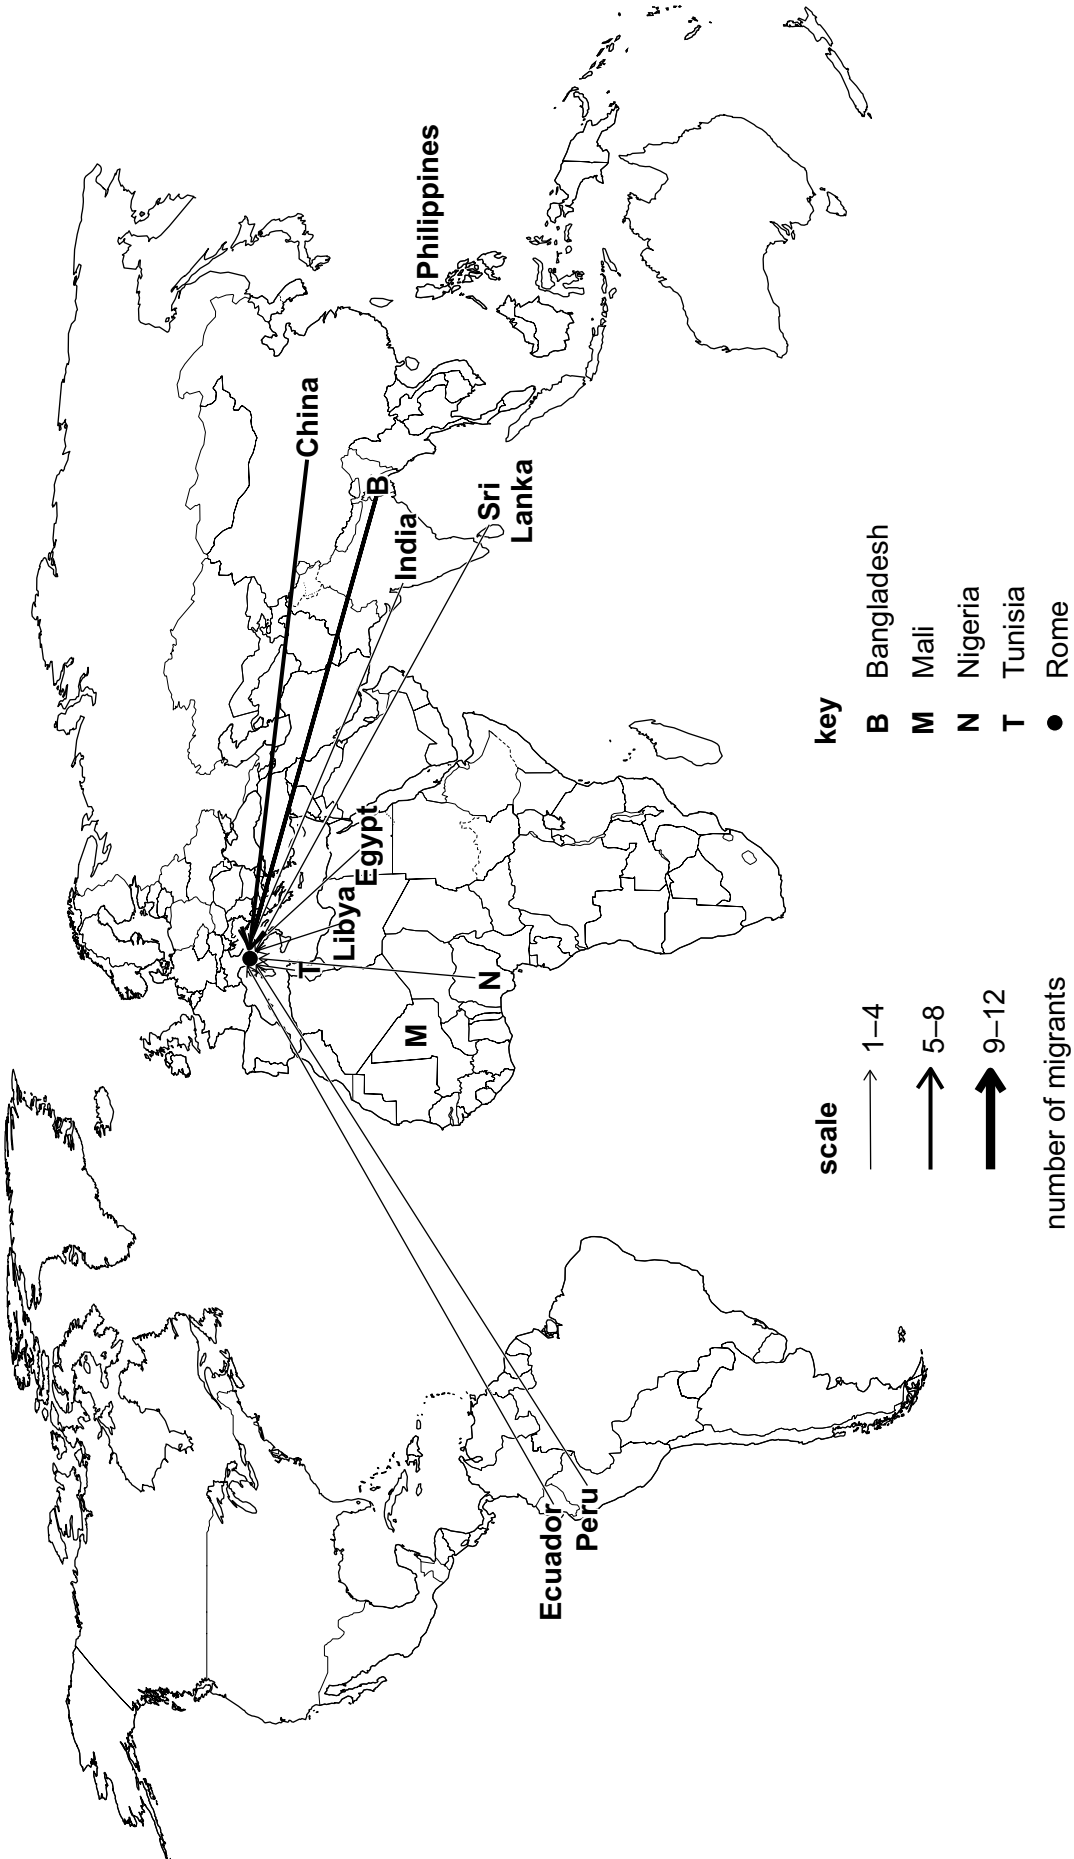 China
Philippines
B
India
Sri
Lanka
Egypt
Libya
T
N
M
Ecuador
Peru
scale
1–4
5–8
9–12
number of migrants
key
B Bangladesh
M Mali
N Nigeria
T Tunisia
Rome